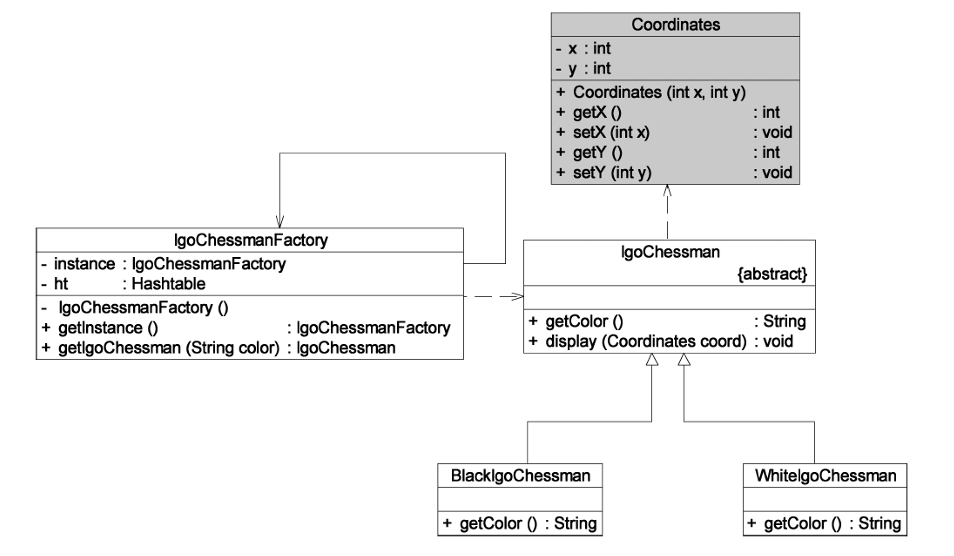 Coordinates
- x : int
- y : int
+ Coordinates (int x, int y)
+ getX () : int
+ setX (int x) : void
+ getY () : int
+ setY (int y) : void
IgoChessmanFactory
- instance : IgoChessmanFactory
- ht : Hashtable
- IgoChessmanFactory ()
+ getInstance () : IgoChessmanFactory
+ getIgoChessman (String color) : IgoChessman
IgoChessman
{abstract}
+ getColor () : String
+ display (Coordinates coord) : void
BlackIgoChessman
+ getColor () : String
WhiteIgoChessman
+ getColor () : String